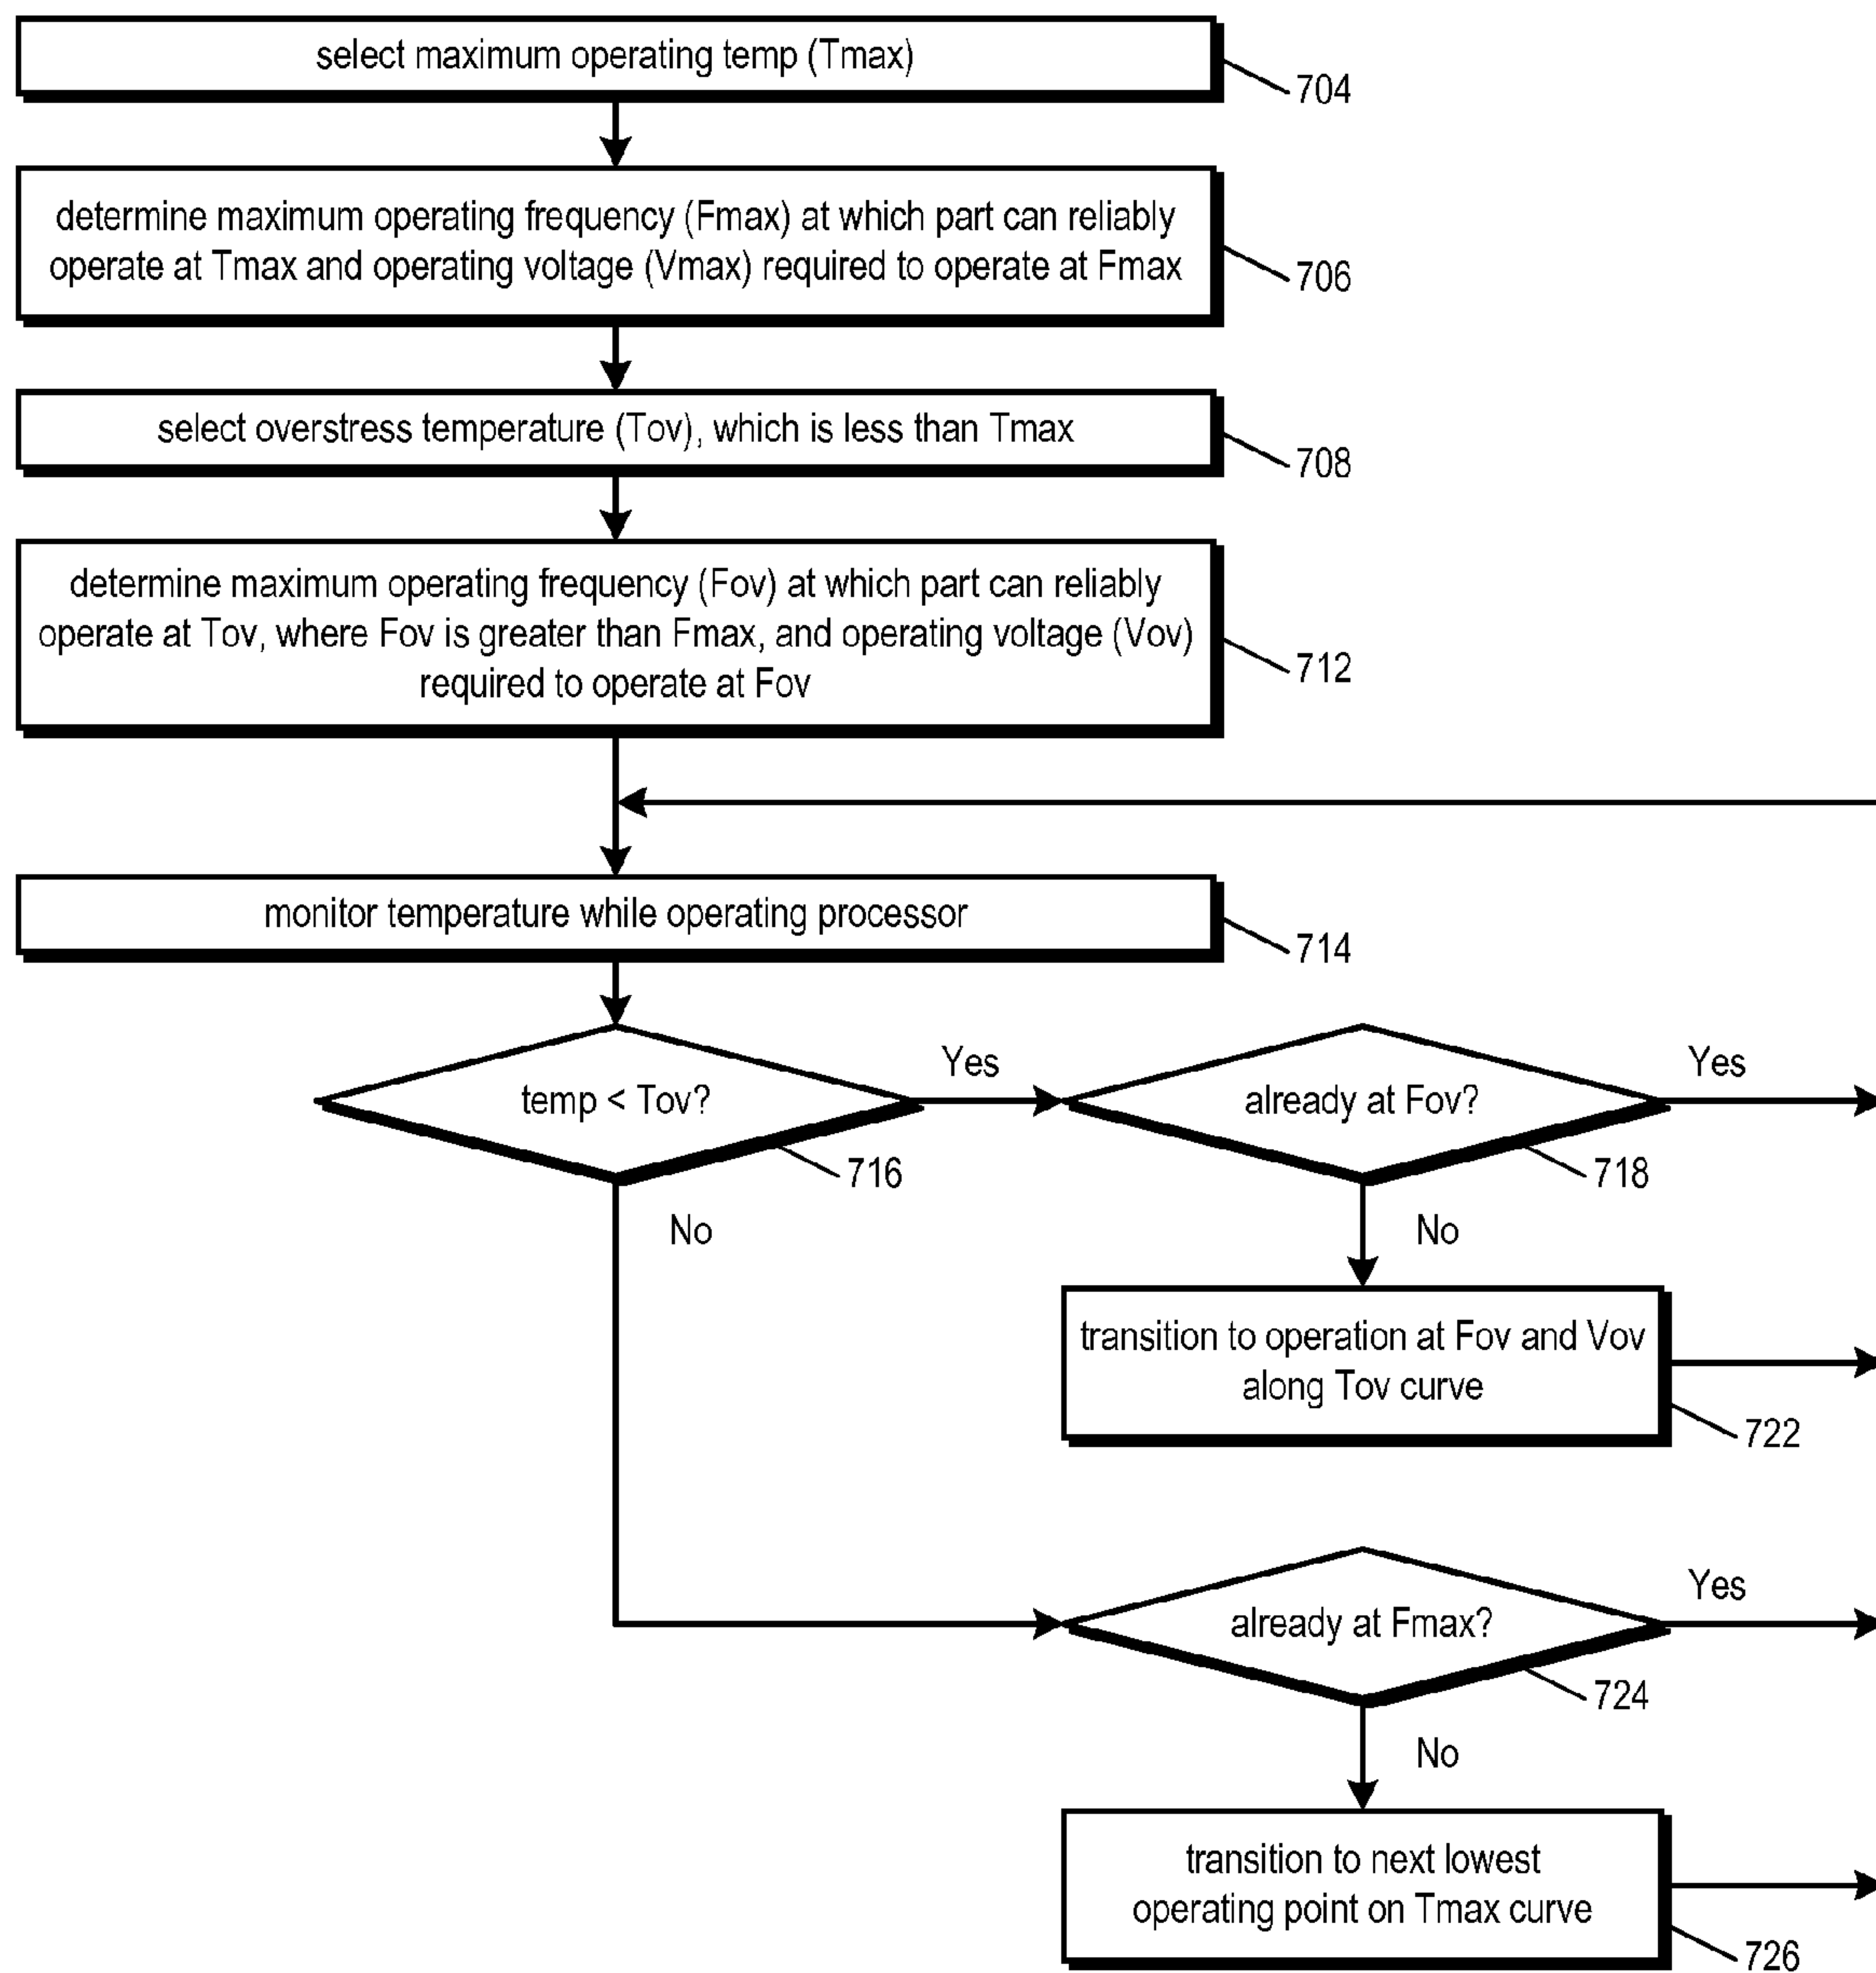 select maximum operating temp (Tmax)
704
determine maximum operating frequency (Fmax) at which part can reliably
operate at Tmax and operating voltage (Vmax) required to operate at Fmax
706
select overstress temperature (Tov), which is less than Tmax
708
determine maximum operating frequency (Fov) at which part can reliably
operate at Tov, where Fov is greater than Fmax, and operating voltage (Vov)
required to operate at Fov
712
monitor temperature while operating processor
714
temp < Tov?
716
Yes
No
already at Fov?
718
Yes
No
transition to operation at Fov and Vov
along Tov curve
722
already at Fmax?
724
Yes
No
transition to next lowest
operating point on Tmax curve
726